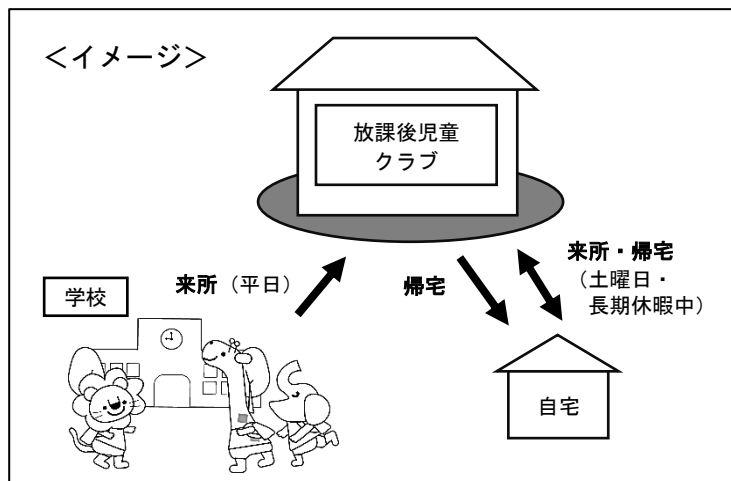 ＜イメージ＞
放課後児童
クラブ
学校
来所（平日）
帰宅
来所・帰宅
（土曜日・
長期休暇中）
自宅